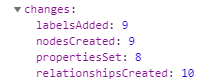 changes:
labelsAdded: 9
nodesCreated: 9
propertiesSet: 8
relationshipsCreated: 10